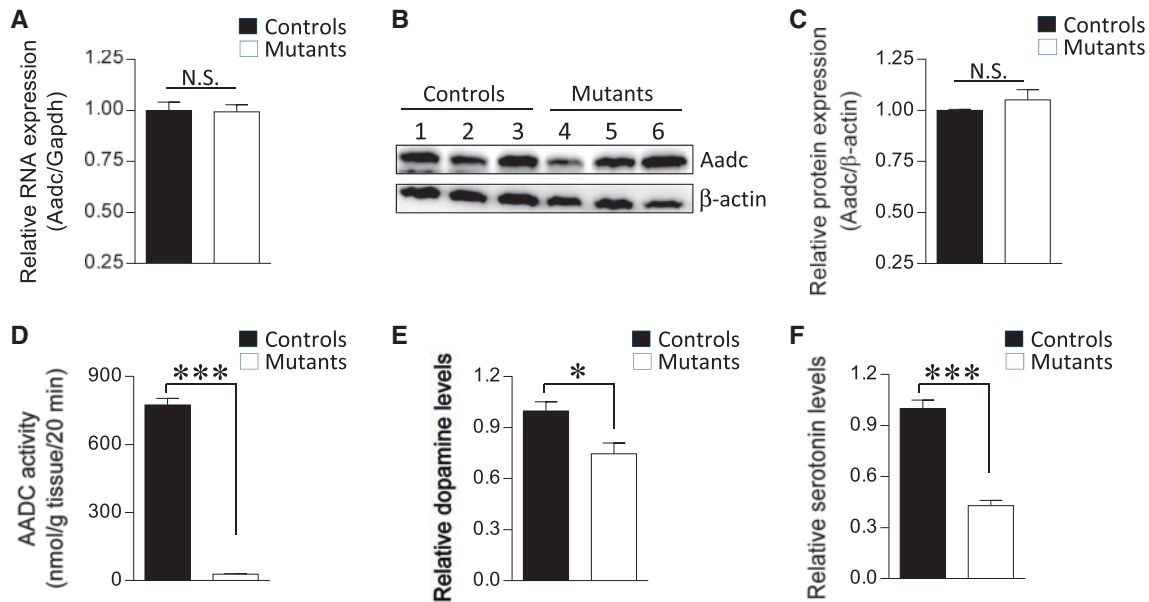 A
Controls
Mutants
Relative RNA expression
(Aadc/Gapdh)
1.25
1.00
0.75
0.50
0.25
N.S.
B
Controls Mutants
1 2 3 4 5 6
Aadc
β-actin
C
Controls
Mutants
Relative protein expression
(Aadc/β-actin)
1.25
1.00
0.75
0.50
0.25
N.S.
D
Controls
Mutants
AADC activity
(nmol/g tissue/20 min)
900
600
300
0
***
E
Controls
Mutants
Relative dopamine levels
1.2
0.9
0.6
0.3
0.0
*
F
Controls
Mutants
Relative serotonin levels
1.2
0.9
0.6
0.3
0.0
***